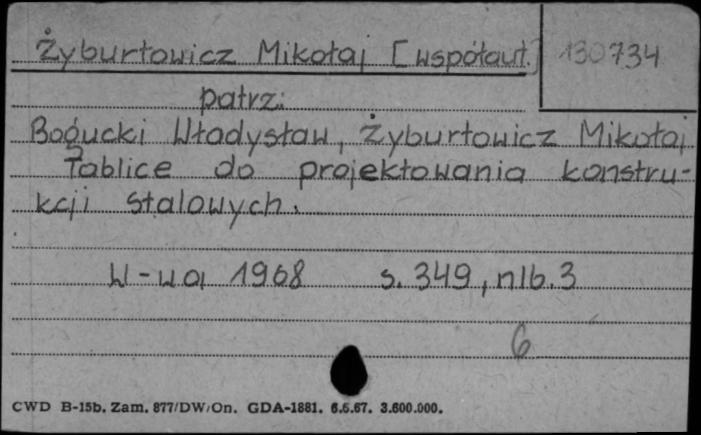 Żyburtowicz Mikołaj [współaut.] 130734
patrz:
Bogucki Władysław, Żyburtowicz Mikołaj
Tablice do projektowania konstru-
kcji stalowych.
W-wa 1968 s. 349, nlb. 3
6
CWD B-15b. Zam. 877/DW/On. GDA-1881. 6.5.67. 3.600.000.